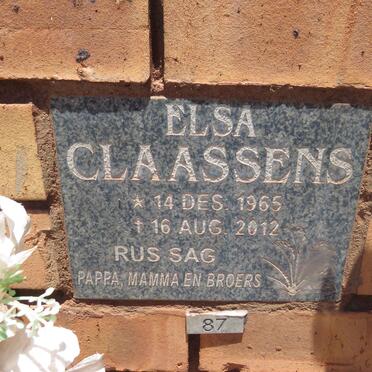 ELSA
CLAASSENS
* 14 DES. 1965
† 16 AUG. 2012
RUS SAG
PAPPA, MAMMA EN BROERS
87